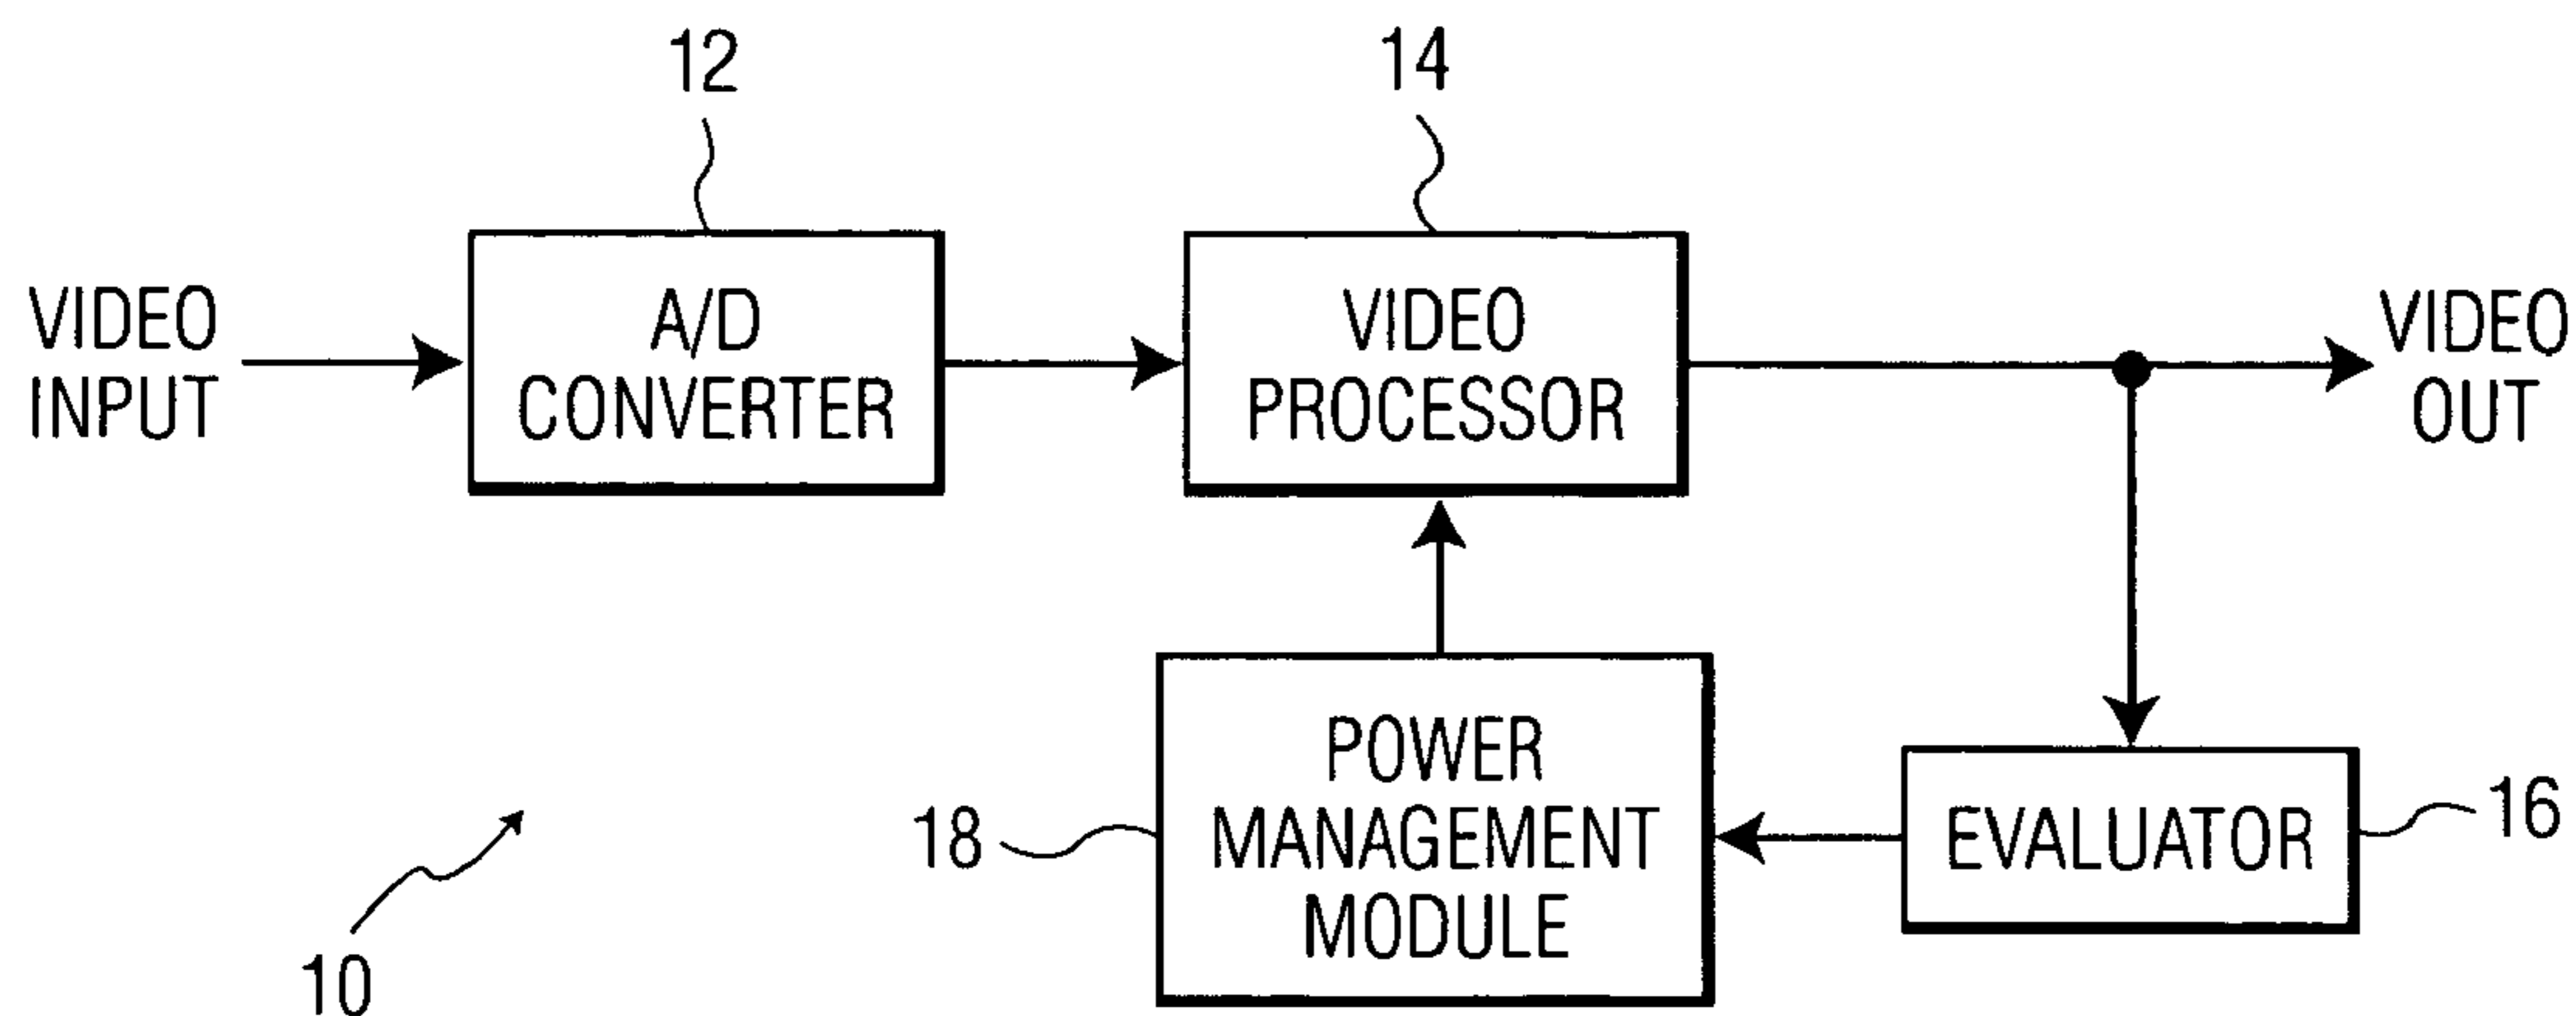 12
14
VIDEO
INPUT
A/D
CONVERTER
VIDEO
PROCESSOR
VIDEO
OUT
POWER
MANAGEMENT
MODULE
18
EVALUATOR
16
10